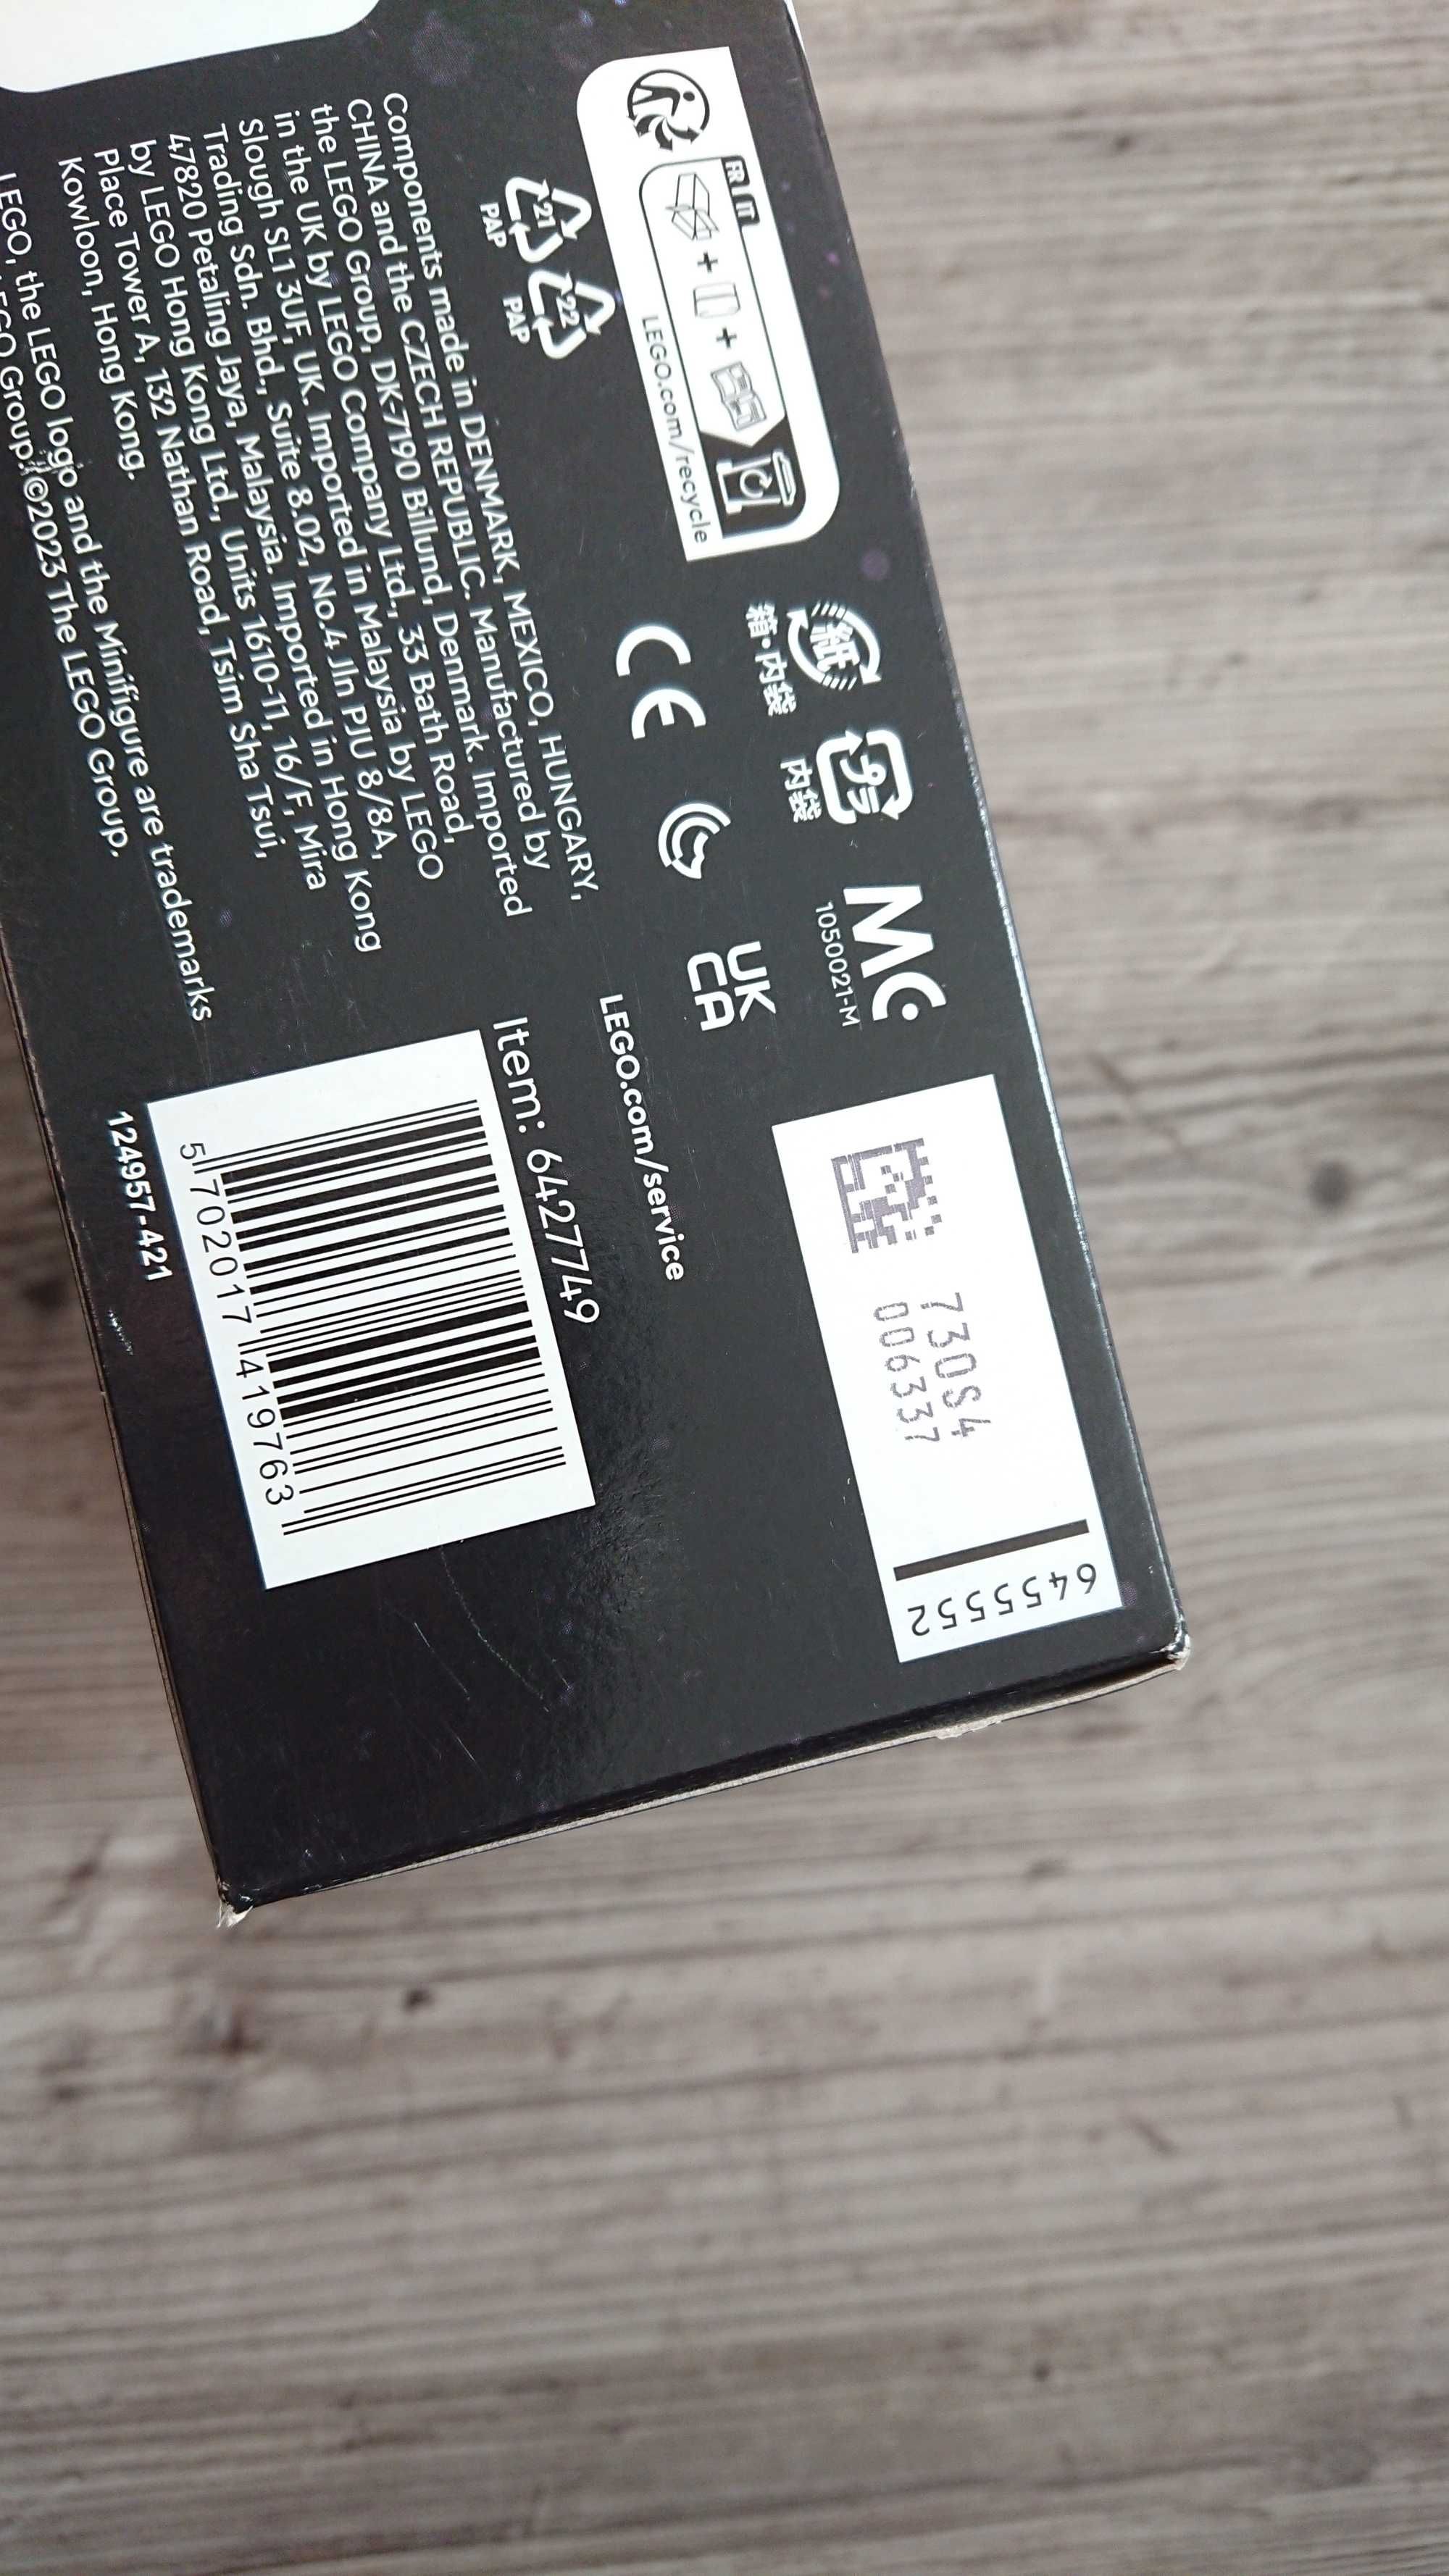 FR IT
+ +
LEGO.com/recycle
紙
箱・内袋
プラ
内袋
MC
1050021-M
730S4
006337
6455552
21
PAP
22
PAP
CE
UK
CA
LEGO.com/service
Components made in DENMARK, MEXICO, HUNGARY,
CHINA and the CZECH REPUBLIC. Manufactured by
the LEGO Group, DK-7190 Billund, Denmark. Imported
in the UK by LEGO Company Ltd., 33 Bath Road,
Slough SL1 3UF, UK. Imported in Malaysia by LEGO
Trading Sdn. Bhd., Suite 8.02, No.4 Jln PJU 8/8A,
47820 Petaling Jaya, Malaysia. Imported in Hong Kong
by LEGO Hong Kong Ltd., Units 1610-11, 16/F, Mira
Place Tower A, 132 Nathan Road, Tsim Sha Tsui,
Kowloon, Hong Kong.
LEGO, the LEGO logo and the Minifigure are trademarks
LEGO Group. ©2023 The LEGO Group.
Item: 6427749
5 702017 419763
124957-421